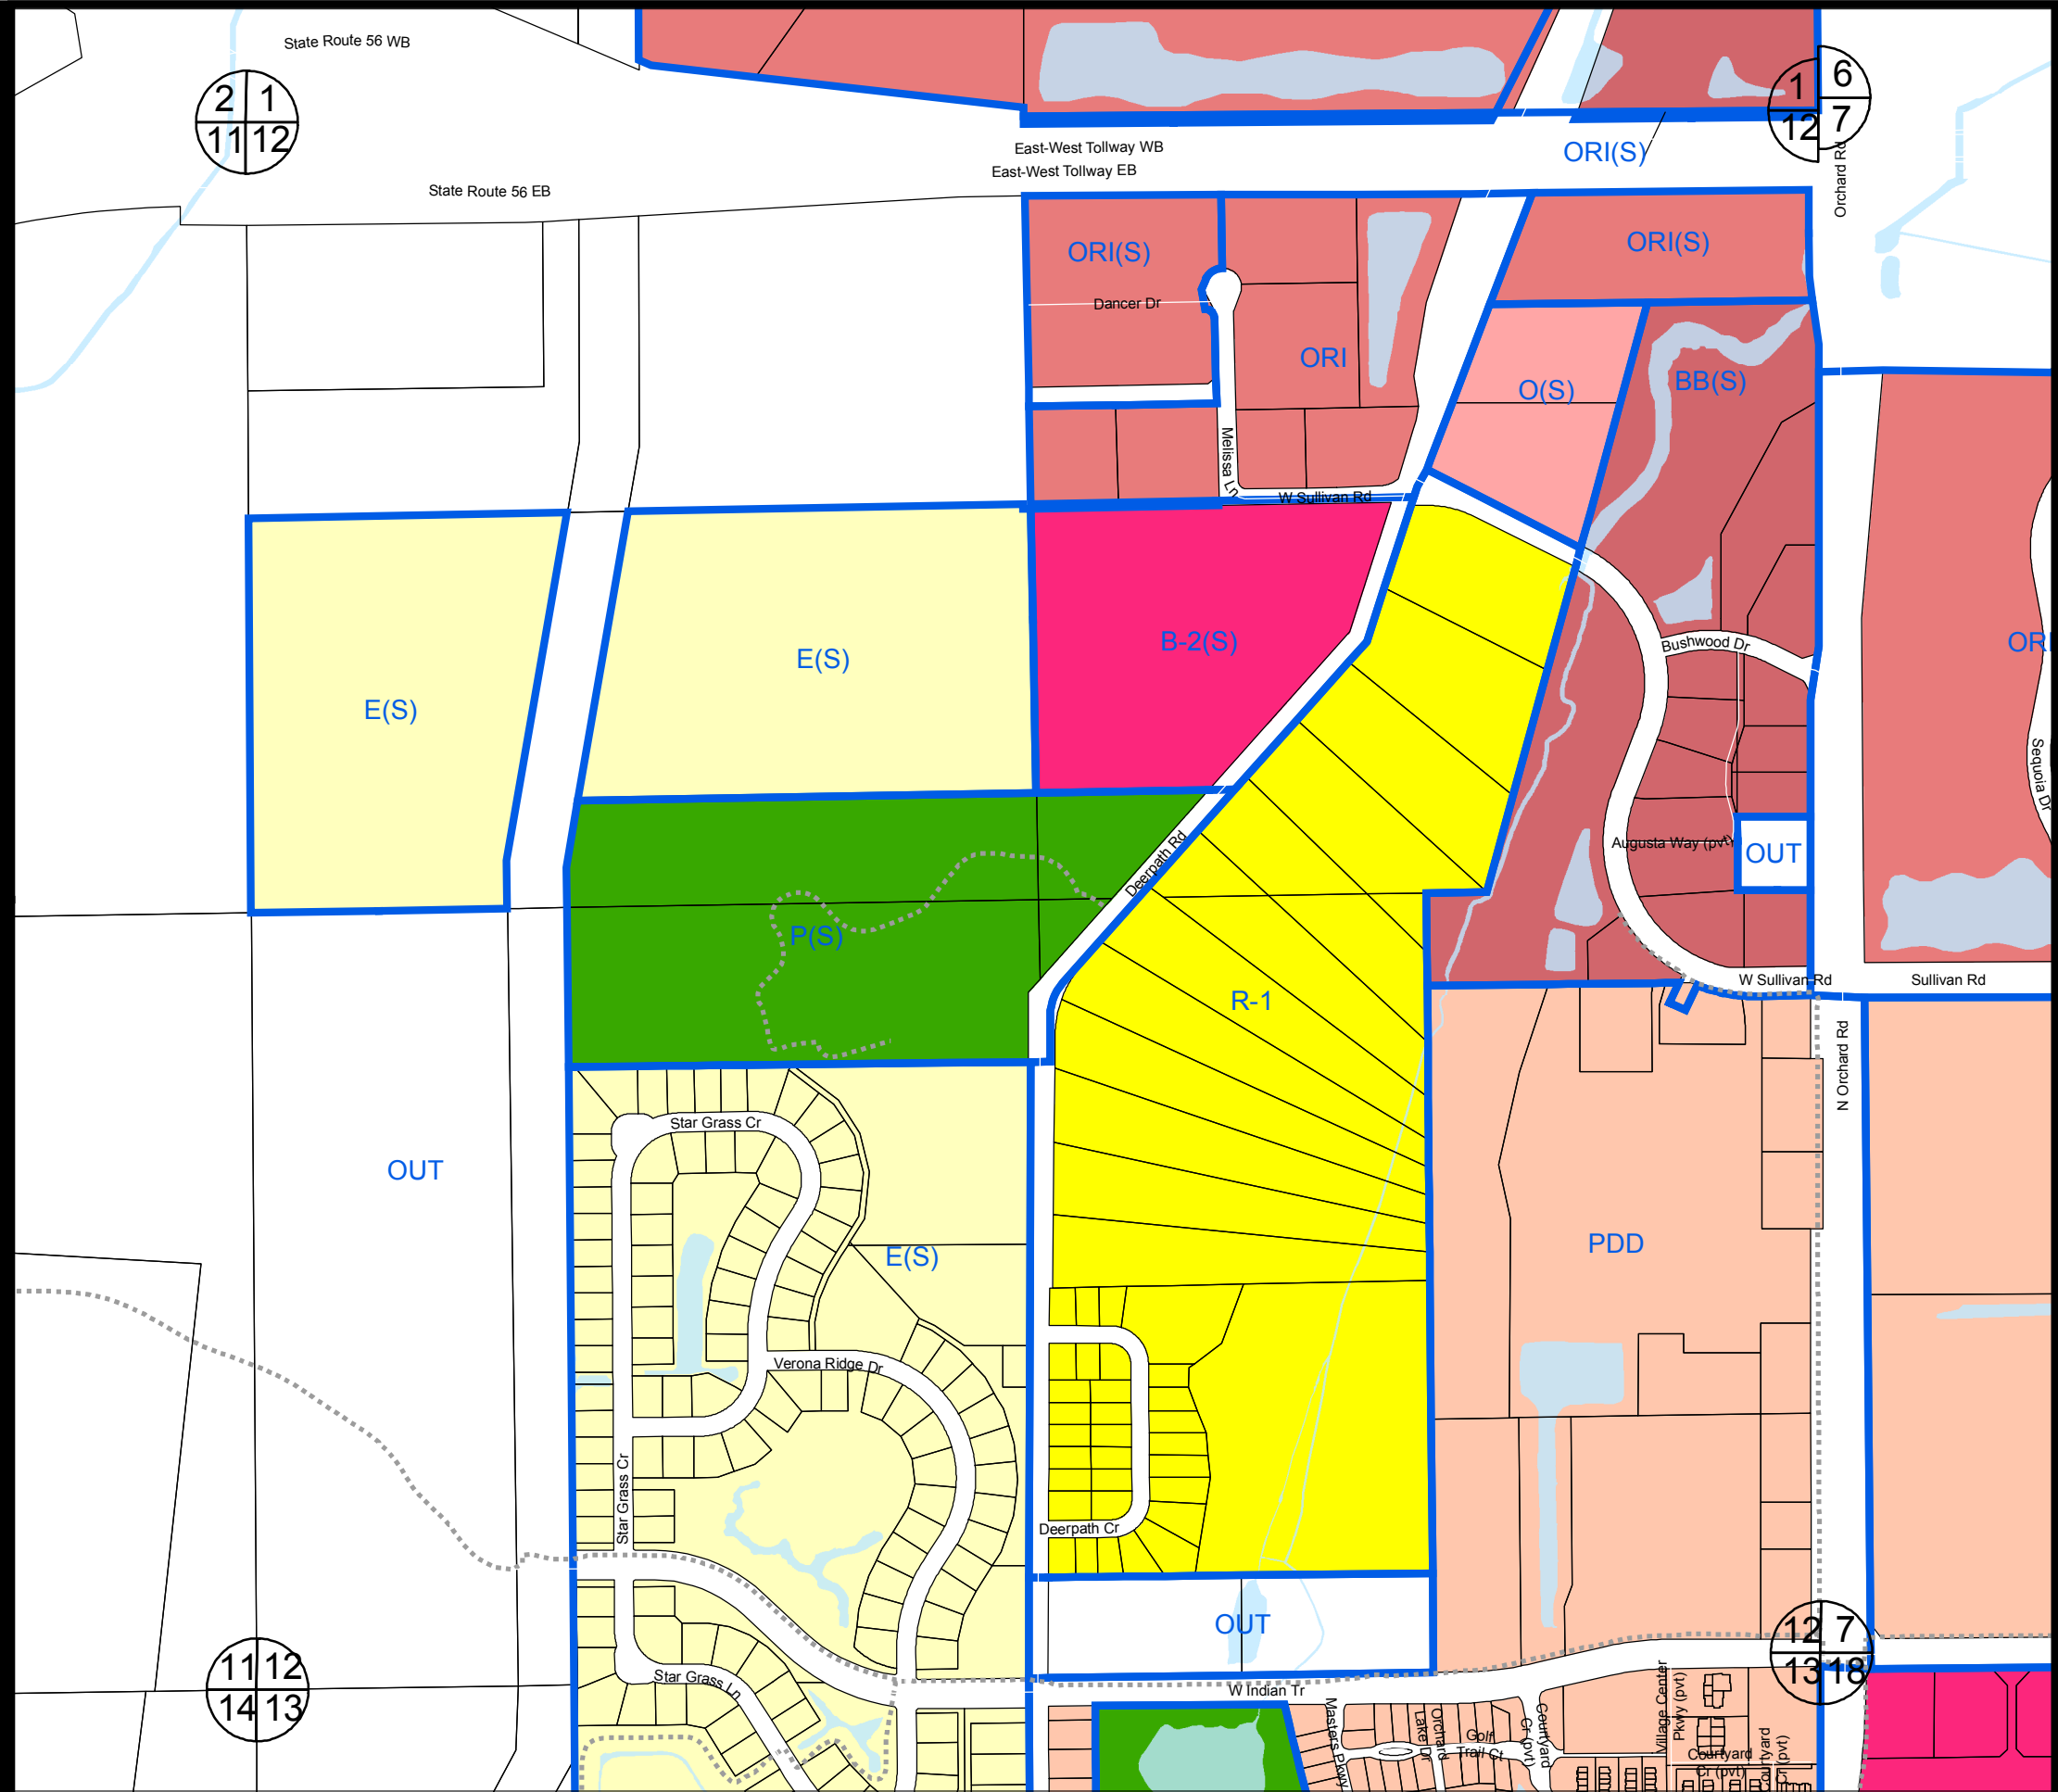 State Route 56 WB
2 1
11 12
1 6
12 7
East-West Tollway WB
East-West Tollway EB
ORI(S)
State Route 56 EB
Orchard Rd
ORI(S)
ORI(S)
Dancer Dr
ORI
O(S)
BB(S)
Melissa Ln
W Sullivan Rd
B-2(S)
E(S)
E(S)
Bushwood Dr
ORI
Sequoia Dr
Deerpath Rd
Augusta Way (pvt)
OUT
P(S)
R-1
W Sullivan Rd
Sullivan Rd
N Orchard Rd
Star Grass Cr
OUT
E(S)
PDD
Verona Ridge Dr
Star Grass Cr
Deerpath Cr
OUT
11 12
14 13
12 7
13 18
Star Grass Ln
W Indian Tr
Masters Pkwy
Orchard
Lake Dr
Golf
Trail Ct
Courtyard
Cr (pvt)
Village Center
Pkwy (pvt)
Courtyard
Cr (pvt)
Courtyard
Cr (pvt)